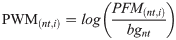 PWM(nt,i) = log(PFM(nt,i)/bgnt)